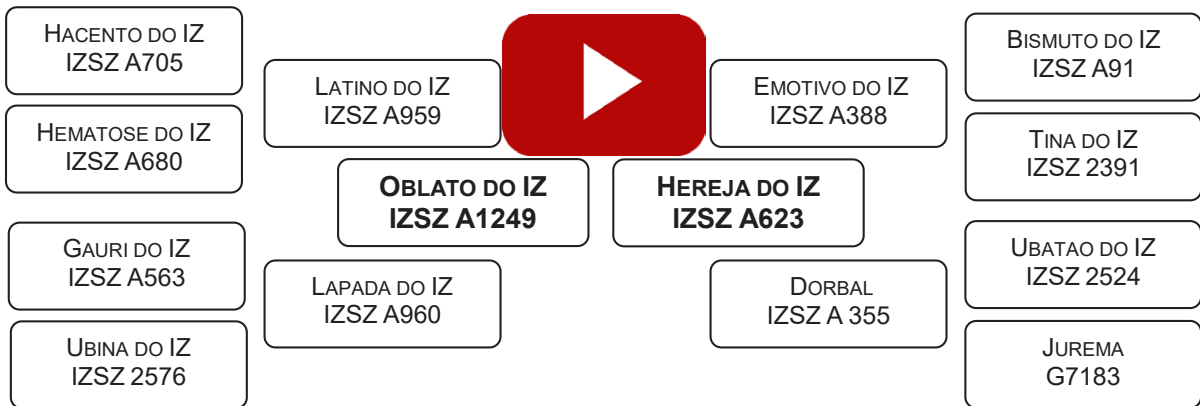 Hacento do IZ
IZSZ A705
Hematose do IZ
IZSZ A680
Gauri do IZ
IZSZ A563
Ubina do IZ
IZSZ 2576
Latino do IZ
IZSZ A959
Lapada do IZ
IZSZ A960
Oblato do IZ
IZSZ A1249
Hereja do IZ
IZSZ A623
Emotivo do IZ
IZSZ A388
Dorbal
IZSZ A 355
Bismuto do IZ
IZSZ A91
Tina do IZ
IZSZ 2391
Ubatao do IZ
IZSZ 2524
Jurema
G7183